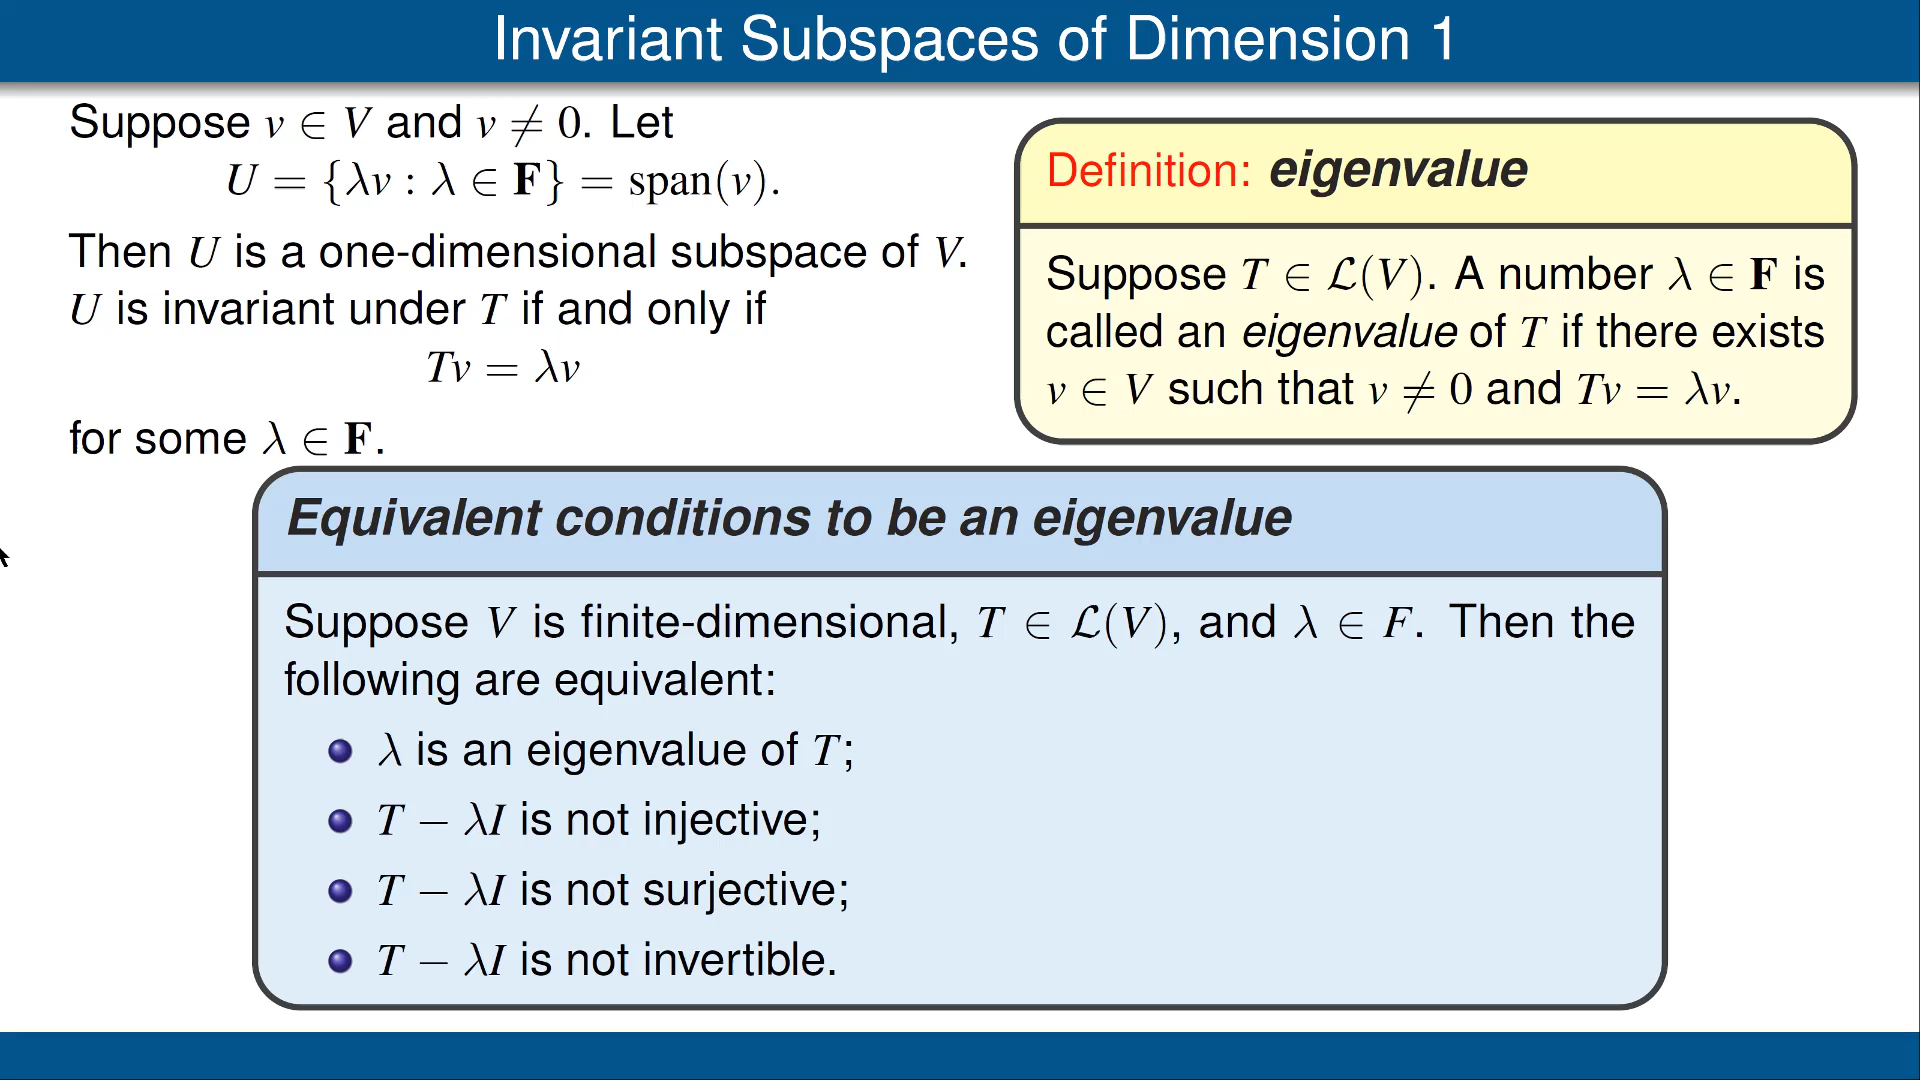 Invariant Subspaces of Dimension 1
Suppose v ∈ V and v ≠ 0. Let
U = {λv : λ ∈ F} = span(v).
Then U is a one-dimensional subspace of V.
U is invariant under T if and only if
Tv = λv
for some λ ∈ F.
Definition: eigenvalue
Suppose T ∈ ℒ(V). A number λ ∈ F is
called an eigenvalue of T if there exists
v ∈ V such that v ≠ 0 and Tv = λv.
Equivalent conditions to be an eigenvalue
Suppose V is finite-dimensional, T ∈ ℒ(V), and λ ∈ F. Then the
following are equivalent:
λ is an eigenvalue of T;
T − λI is not injective;
T − λI is not surjective;
T − λI is not invertible.